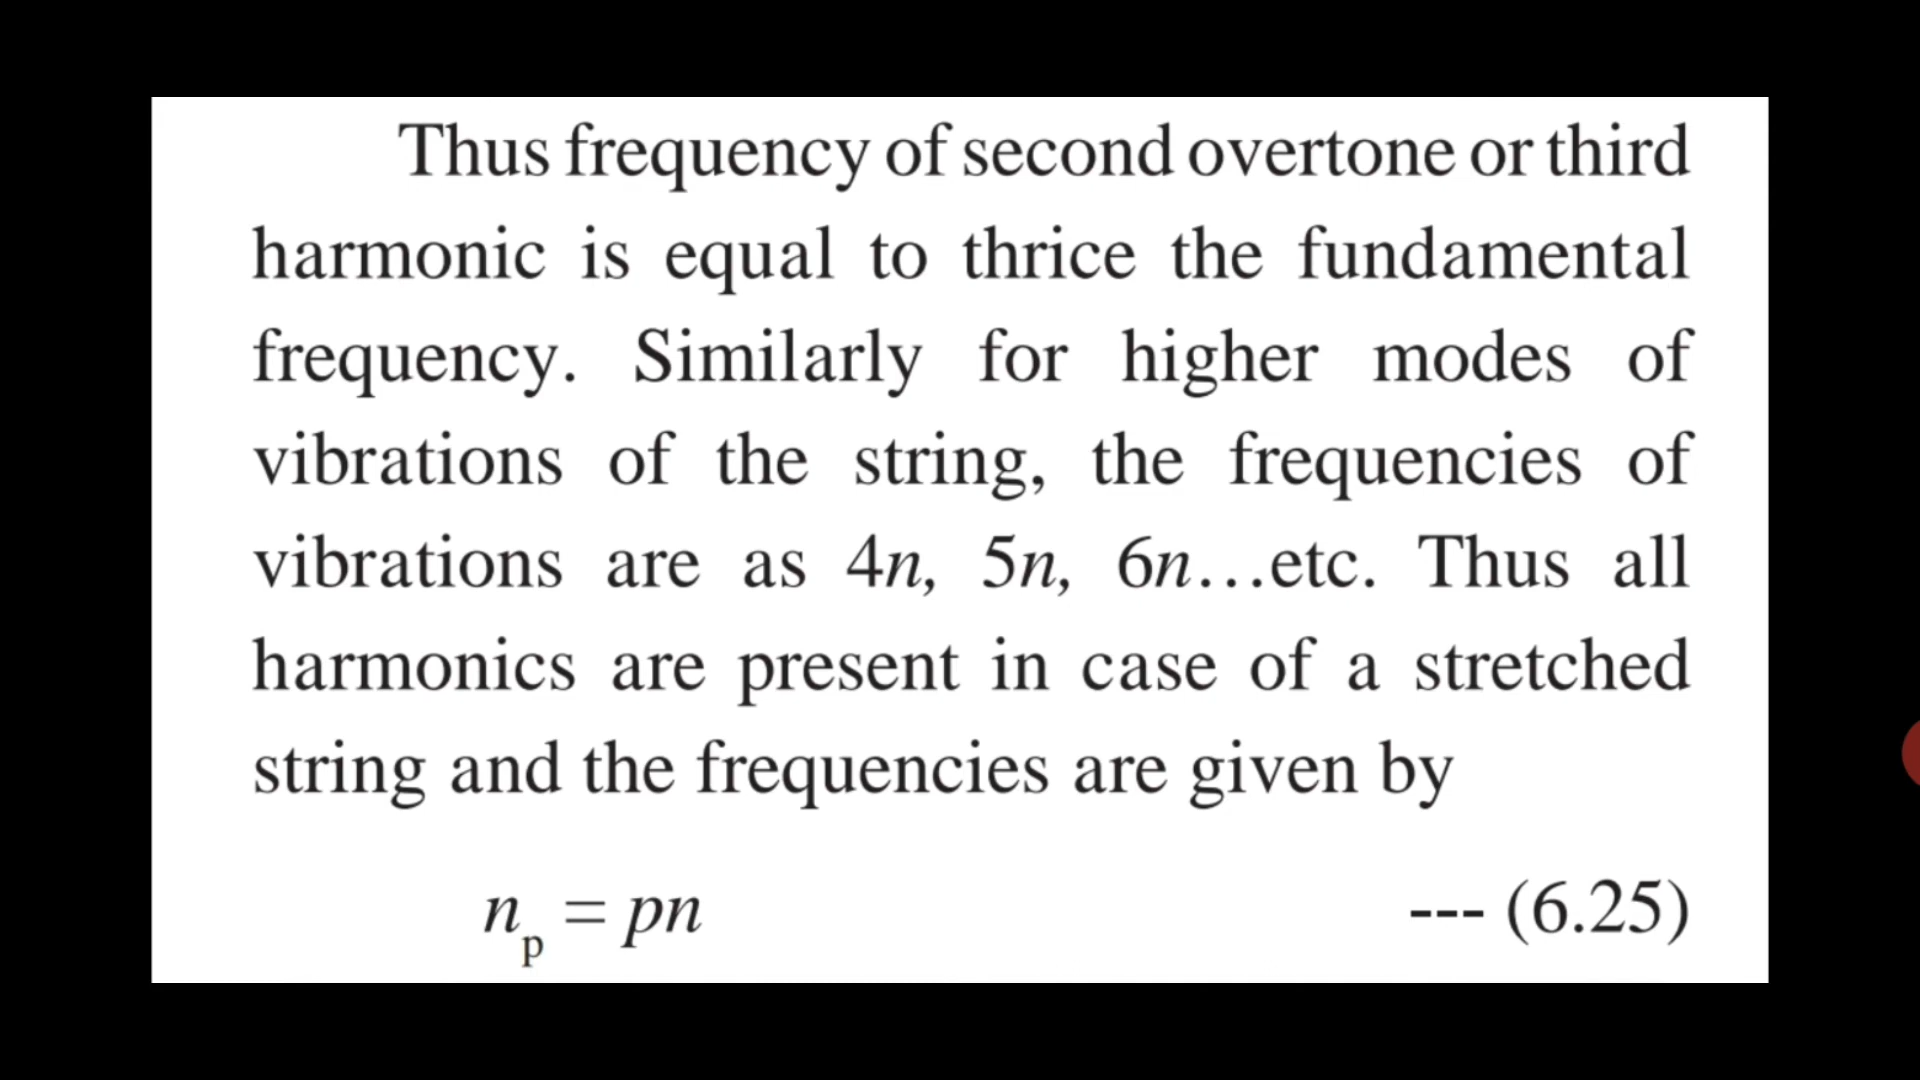 Thus frequency of second overtone or third
harmonic is equal to thrice the fundamental
frequency. Similarly for higher modes of
vibrations of the string, the frequencies of
vibrations are as 4n, 5n, 6n…etc. Thus all
harmonics are present in case of a stretched
string and the frequencies are given by
nₚ = pn --- (6.25)